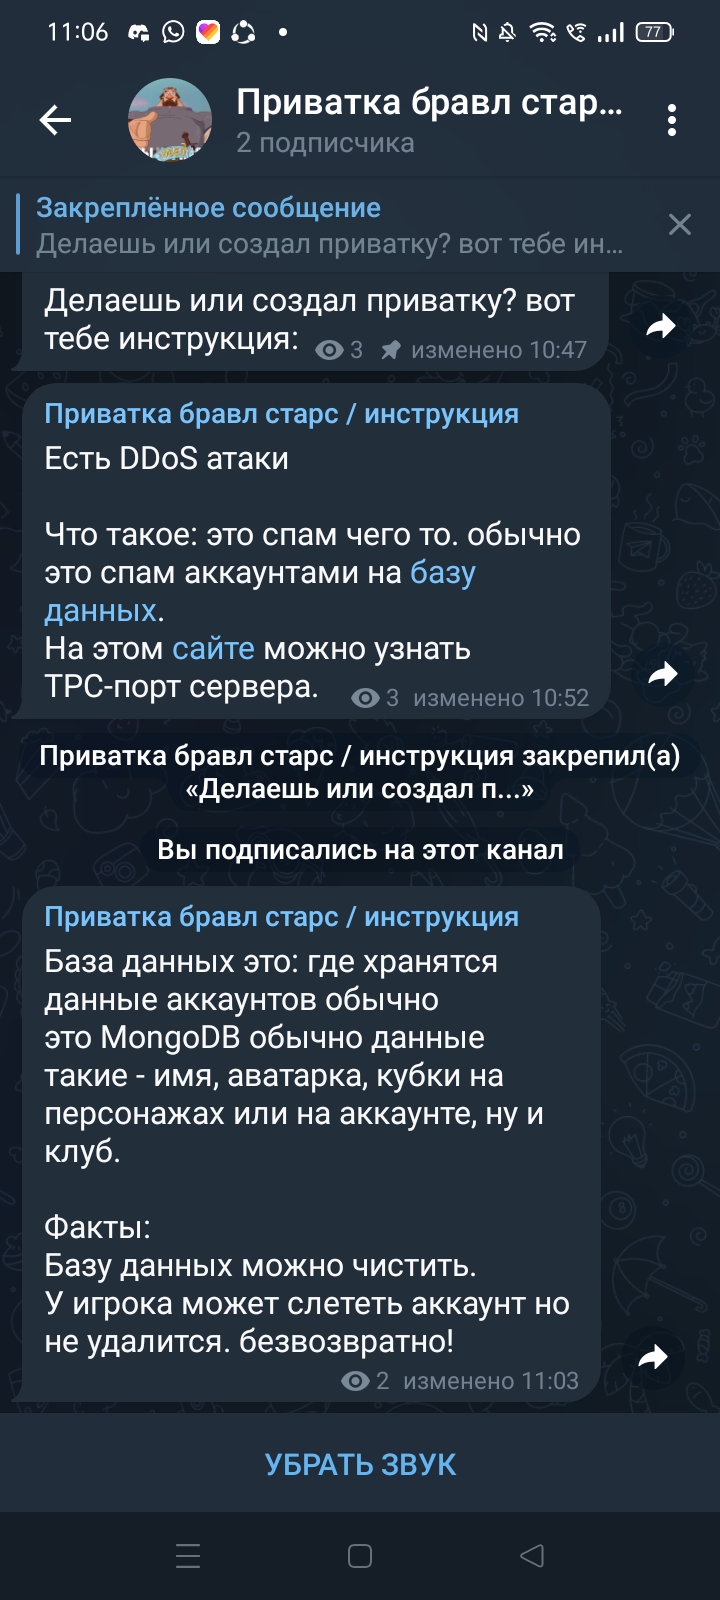 11:06
77
Приватка бравл стар...
2 подписчика
Закреплённое сообщение
Делаешь или создал приватку? вот тебе ин...
Делаешь или создал приватку? вот
тебе инструкция:
3 изменено 10:47
Приватка бравл старс / инструкция
Есть DDoS атаки
Что такое: это спам чего то. обычно
это спам аккаунтами на базу
данных.
На этом сайте можно узнать
TPC-порт сервера.
3 изменено 10:52
Приватка бравл старс / инструкция закрепил(а)
«Делаешь или создал п...»
Вы подписались на этот канал
Приватка бравл старс / инструкция
База данных это: где хранятся
данные аккаунтов обычно
это MongoDB обычно данные
такие - имя, аватарка, кубки на
персонажах или на аккаунте, ну и
клуб.
Факты:
Базу данных можно чистить.
У игрока может слететь аккаунт но
не удалится. безвозвратно!
2 изменено 11:03
УБРАТЬ ЗВУК